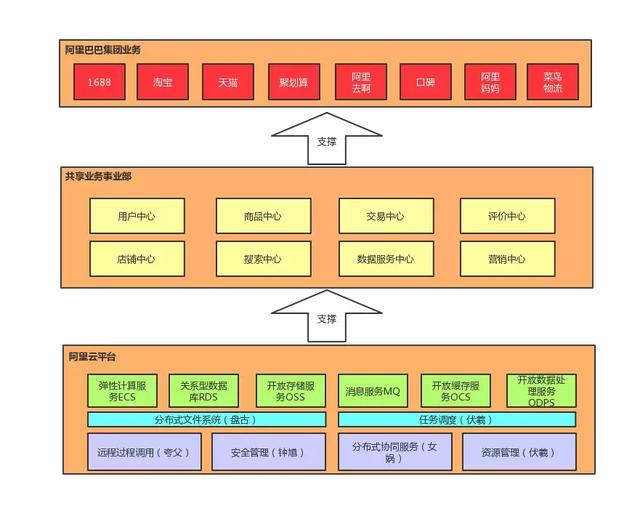 阿里巴巴集团业务
1688
淘宝
天猫
聚划算
阿里
去啊
口碑
阿里
妈妈
菜鸟
物流
支撑
共享业务事业部
用户中心
商品中心
交易中心
评价中心
店铺中心
搜索中心
数据服务中心
营销中心
支撑
阿里云平台
弹性计算服
务ECS
关系型数据
库RDS
开放存储服
务OSS
消息服务MQ
开放缓存服
务OCS
开放数据处
理服务
ODPS
分布式文件系统（盘古）
任务调度（伏羲）
远程过程调用（夸父）
安全管理（钟馗）
分布式协同服务（女
娲）
资源管理（伏羲）